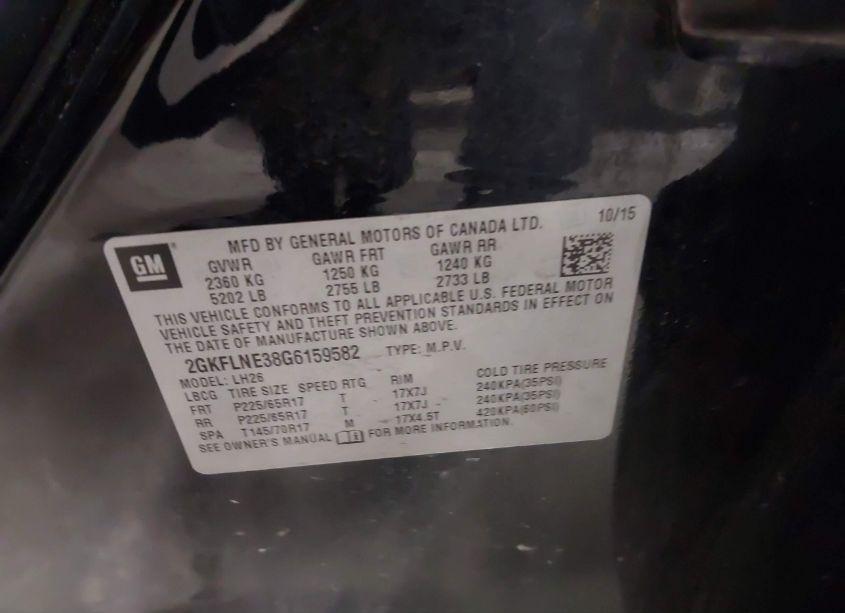 GM ®
MFD BY GENERAL MOTORS OF CANADA LTD. 10/15
GVWR GAWR FRT GAWR RR
2360 KG 1250 KG 1240 KG
5202 LB 2755 LB 2733 LB
THIS VEHICLE CONFORMS TO ALL APPLICABLE U.S. FEDERAL MOTOR
VEHICLE SAFETY AND THEFT PREVENTION STANDARDS IN EFFECT ON
THE DATE OF MANUFACTURE SHOWN ABOVE.
2GKFLNE38G6159582 TYPE: M.P.V.
MODEL: LH26
LBCG TIRE SIZE SPEED RTG RIM COLD TIRE PRESSURE
FRT P225/65R17 T 17X7J 240KPA(35PSI)
RR P225/65R17 T 17X7J 240KPA(35PSI)
SPA T145/70R17 M 17X4.5T 420KPA(60PSI)
SEE OWNER'S MANUAL FOR MORE INFORMATION.